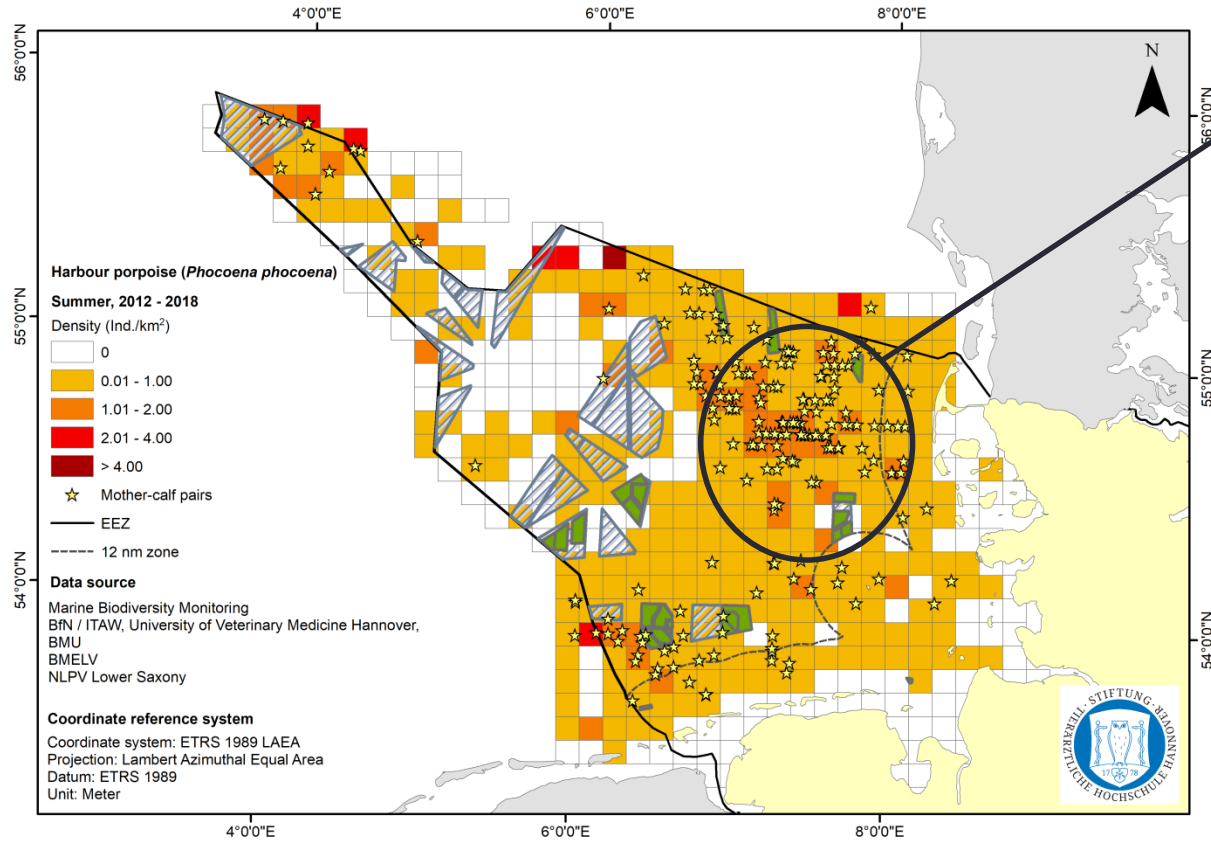 4°0'0"E
6°0'0"E
8°0'0"E
56°0'0"N
55°0'0"N
54°0'0"N
56°0'0"N
55°0'0"N
54°0'0"N
N
Harbour porpoise (Phocoena phocoena)
Summer, 2012 - 2018
Density (Ind./km²)
0
0.01 - 1.00
1.01 - 2.00
2.01 - 4.00
> 4.00
Mother-calf pairs
EEZ
12 nm zone
Data source
Marine Biodiversity Monitoring
BfN / ITAW, University of Veterinary Medicine Hannover,
BMU
BMELV
NLPV Lower Saxony
Coordinate reference system
Coordinate system: ETRS 1989 LAEA
Projection: Lambert Azimuthal Equal Area
Datum: ETRS 1989
Unit: Meter
STIFTUNG · TIERÄRZTLICHE HOCHSCHULE HANNOVER ·
17 78
4°0'0"E
6°0'0"E
8°0'0"E